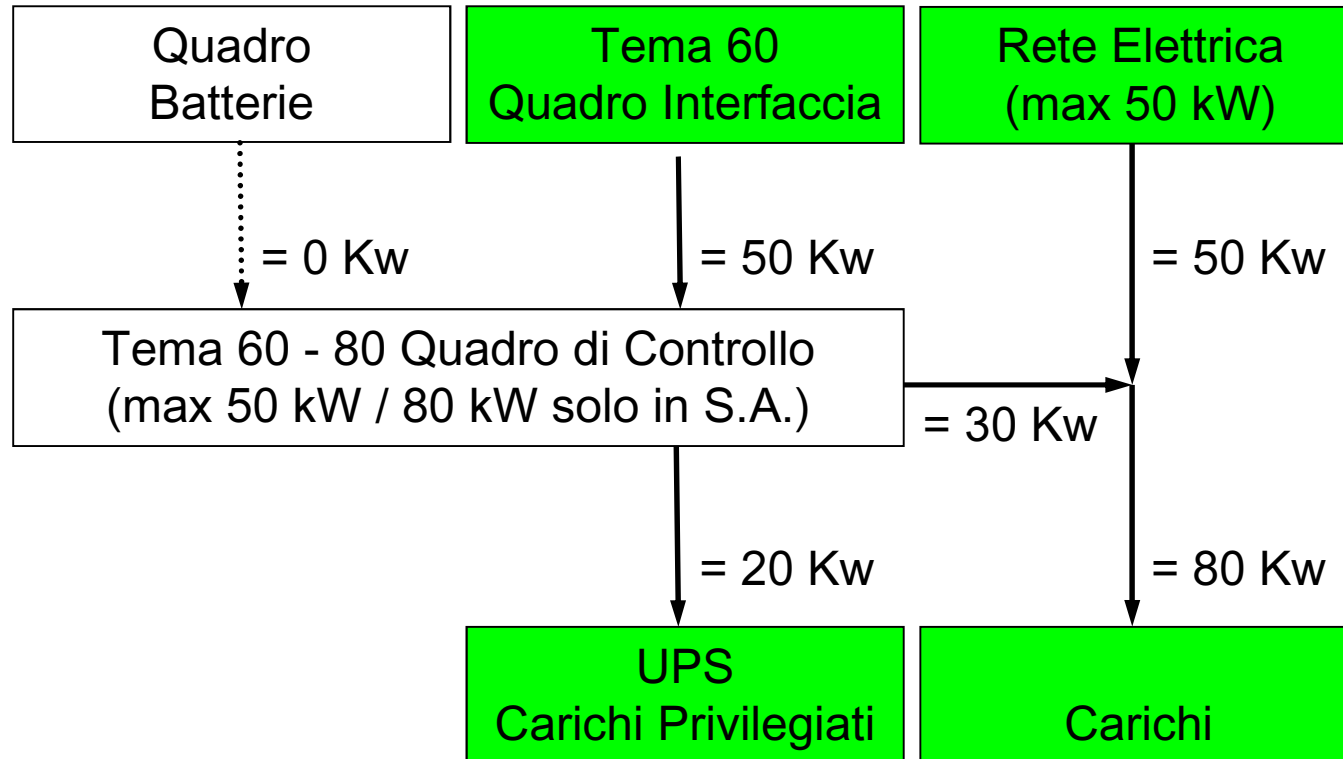 Quadro
Batterie
Tema 60
Quadro Interfaccia
Rete Elettrica
(max 50 kW)
= 0 Kw
= 50 Kw
= 50 Kw
Tema 60 - 80 Quadro di Controllo
(max 50 kW / 80 kW solo in S.A.)
= 30 Kw
= 20 Kw
= 80 Kw
UPS
Carichi Privilegiati
Carichi